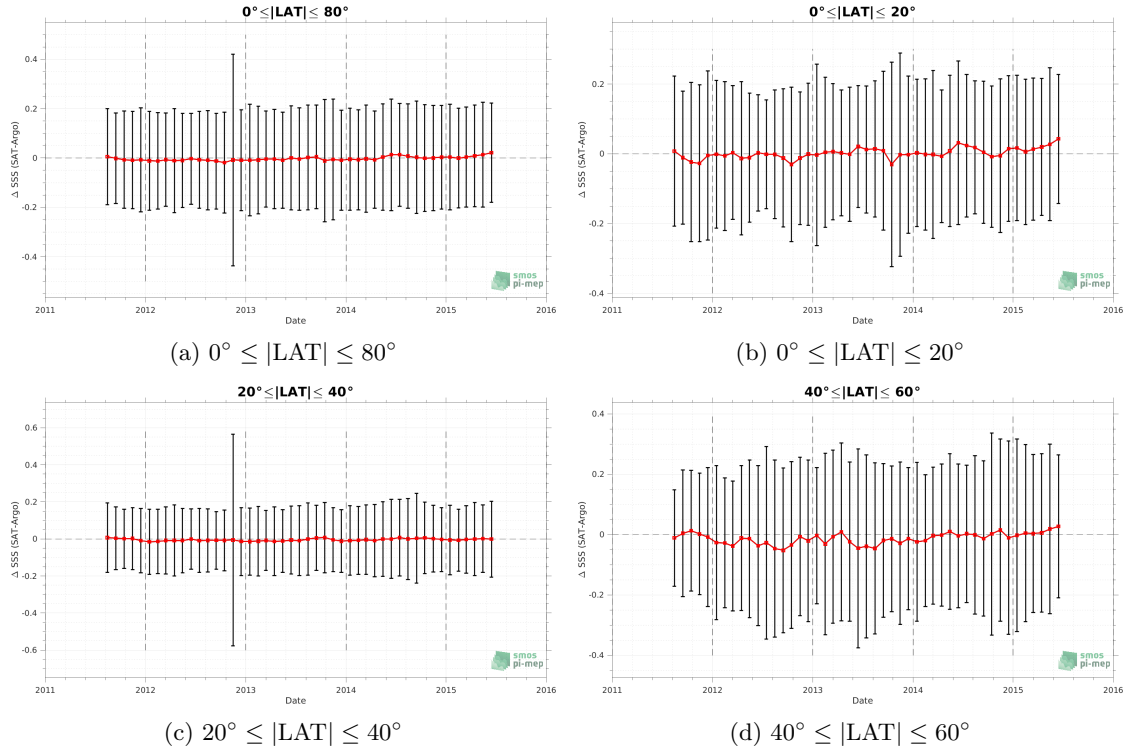 0°≤|LAT|≤ 80°
0.4
0.2
0
-0.2
-0.4
Δ SSS (SAT-Argo)
2011
2012
2013
2014
2015
2016
Date
smos
pi-mep
(a) 0° ≤ |LAT| ≤ 80°
0°≤|LAT|≤ 20°
0.2
0
-0.2
-0.4
Δ SSS (SAT-Argo)
2011
2012
2013
2014
2015
2016
Date
smos
pi-mep
(b) 0° ≤ |LAT| ≤ 20°
20°≤|LAT|≤ 40°
0.6
0.4
0.2
0
-0.2
-0.4
-0.6
Δ SSS (SAT-Argo)
2011
2012
2013
2014
2015
2016
Date
smos
pi-mep
(c) 20° ≤ |LAT| ≤ 40°
40°≤|LAT|≤ 60°
0.4
0.2
0
-0.2
-0.4
Δ SSS (SAT-Argo)
2011
2012
2013
2014
2015
2016
Date
smos
pi-mep
(d) 40° ≤ |LAT| ≤ 60°